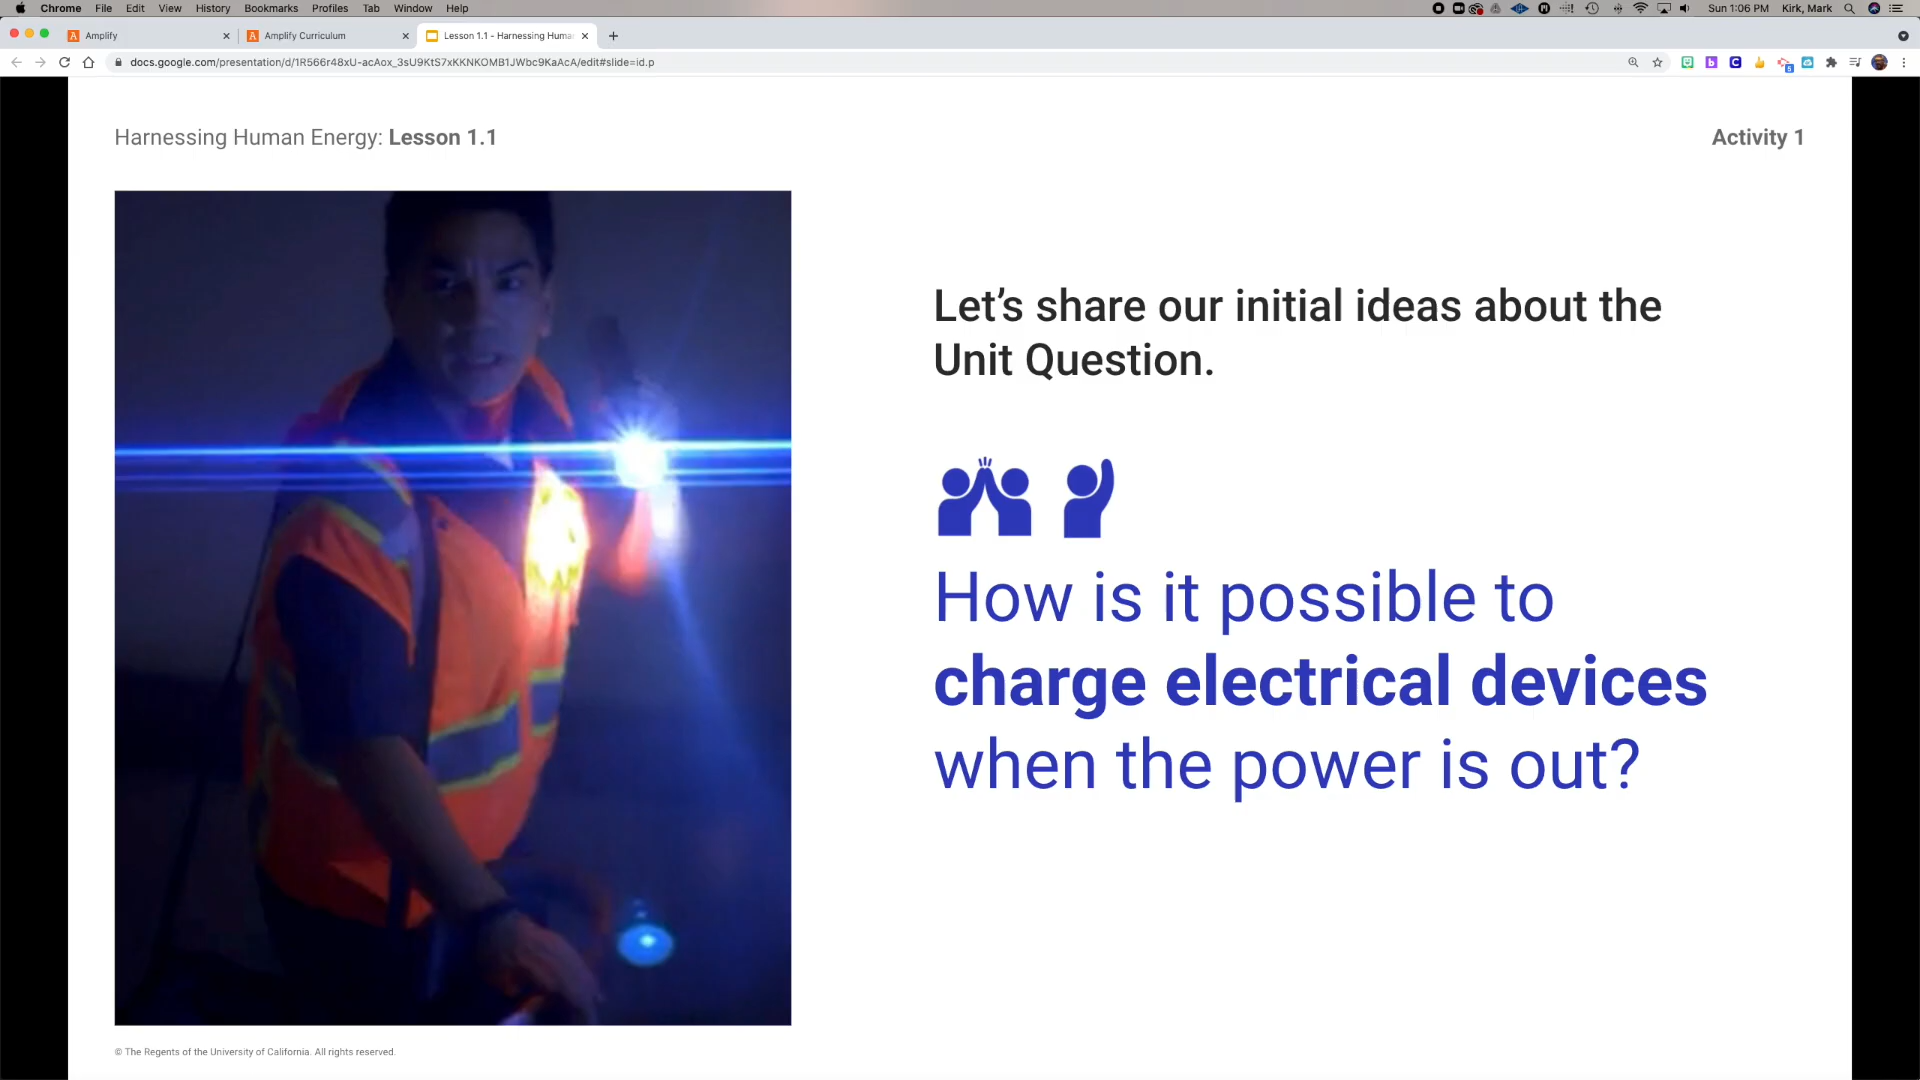 Chrome File Edit View History Bookmarks Profiles Tab Window Help Sun 1:06 PM Kirk, Mark
Amplify Amplify Curriculum Lesson 1.1 - Harnessing Huma
docs.google.com/presentation/d/1R566r48xU-acAox_3sU9KtS7xKKNKOMB1JWbc9KaAcA/edit#slide=id.p
Harnessing Human Energy: Lesson 1.1 Activity 1
Let’s share our initial ideas about the
Unit Question.
How is it possible to
charge electrical devices
when the power is out?
© The Regents of the University of California. All rights reserved.